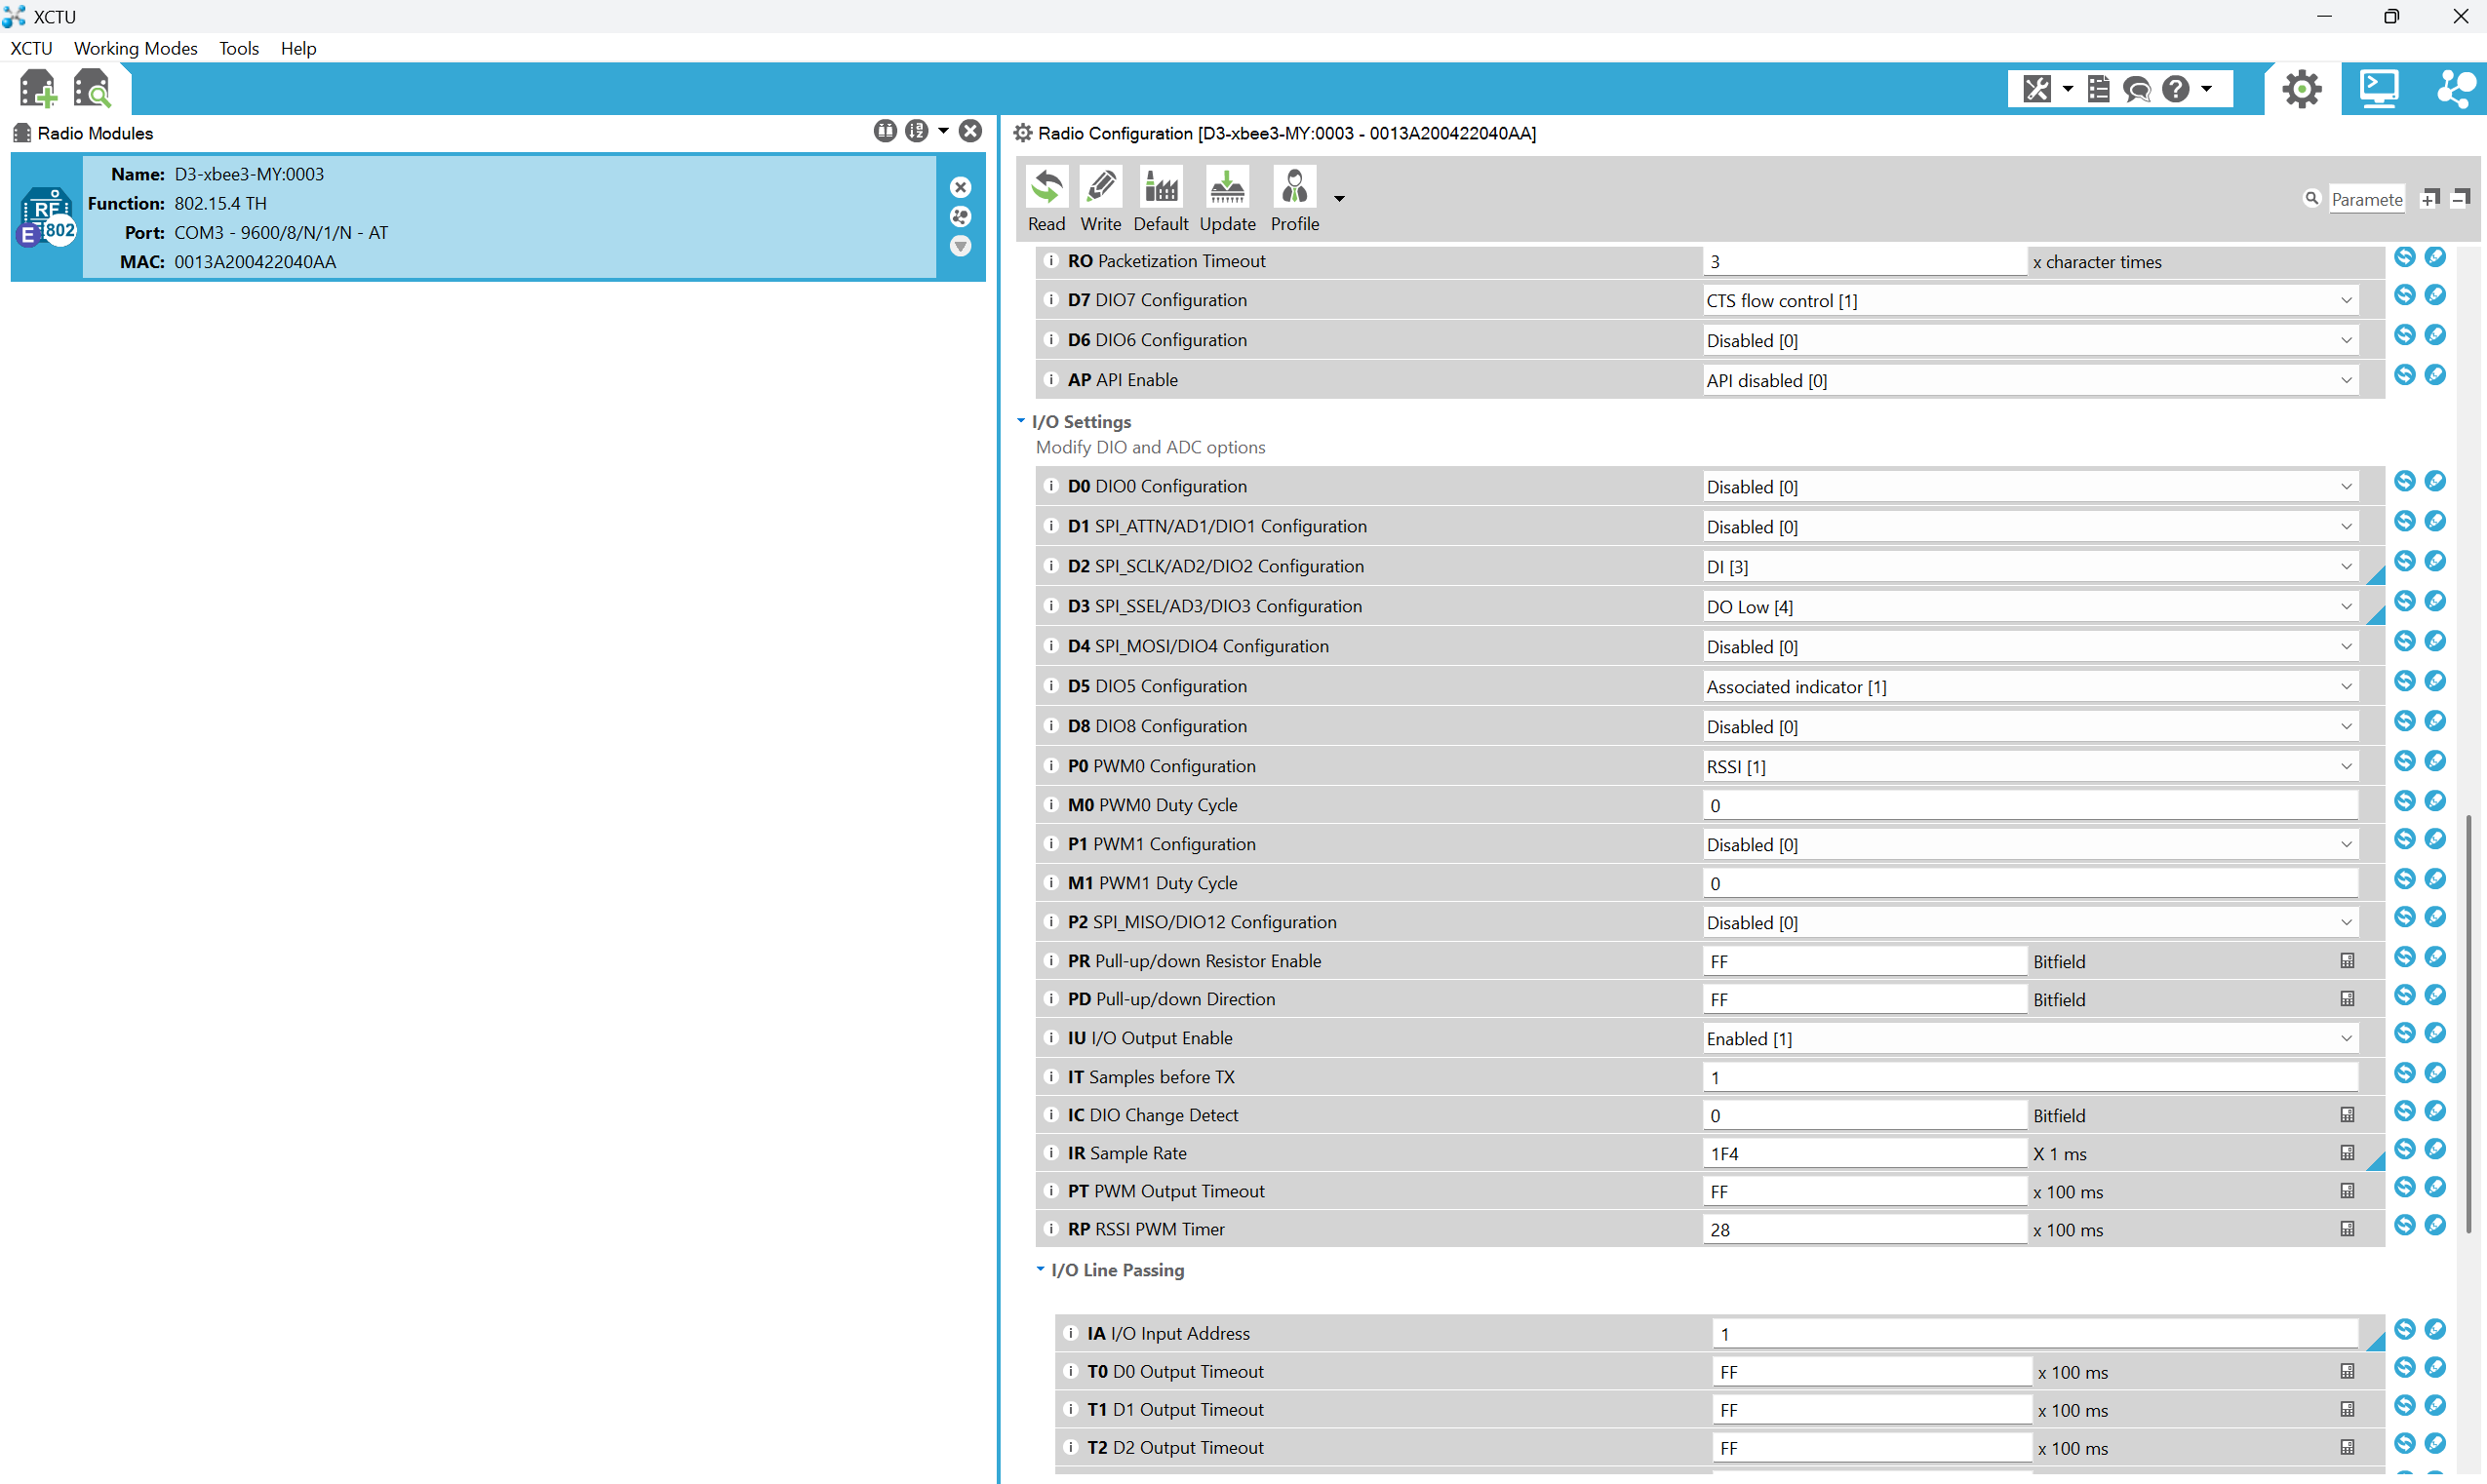 XCTU
XCTU Working Modes Tools Help
Radio Modules
Name: D3-xbee3-MY:0003
Function: 802.15.4 TH
Port: COM3 - 9600/8/N/1/N - AT
MAC: 0013A200422040AA
RF
E 802
Radio Configuration [D3-xbee3-MY:0003 - 0013A200422040AA]
Read Write Default Update Profile
Paramete
RO Packetization Timeout 3 x character times
D7 DIO7 Configuration CTS flow control [1]
D6 DIO6 Configuration Disabled [0]
AP API Enable API disabled [0]
I/O Settings
Modify DIO and ADC options
D0 DIO0 Configuration Disabled [0]
D1 SPI_ATTN/AD1/DIO1 Configuration Disabled [0]
D2 SPI_SCLK/AD2/DIO2 Configuration DI [3]
D3 SPI_SSEL/AD3/DIO3 Configuration DO Low [4]
D4 SPI_MOSI/DIO4 Configuration Disabled [0]
D5 DIO5 Configuration Associated indicator [1]
D8 DIO8 Configuration Disabled [0]
P0 PWM0 Configuration RSSI [1]
M0 PWM0 Duty Cycle 0
P1 PWM1 Configuration Disabled [0]
M1 PWM1 Duty Cycle 0
P2 SPI_MISO/DIO12 Configuration Disabled [0]
PR Pull-up/down Resistor Enable FF Bitfield
PD Pull-up/down Direction FF Bitfield
IU I/O Output Enable Enabled [1]
IT Samples before TX 1
IC DIO Change Detect 0 Bitfield
IR Sample Rate 1F4 X 1 ms
PT PWM Output Timeout FF x 100 ms
RP RSSI PWM Timer 28 x 100 ms
I/O Line Passing
IA I/O Input Address 1
T0 D0 Output Timeout FF x 100 ms
T1 D1 Output Timeout FF x 100 ms
T2 D2 Output Timeout FF x 100 ms